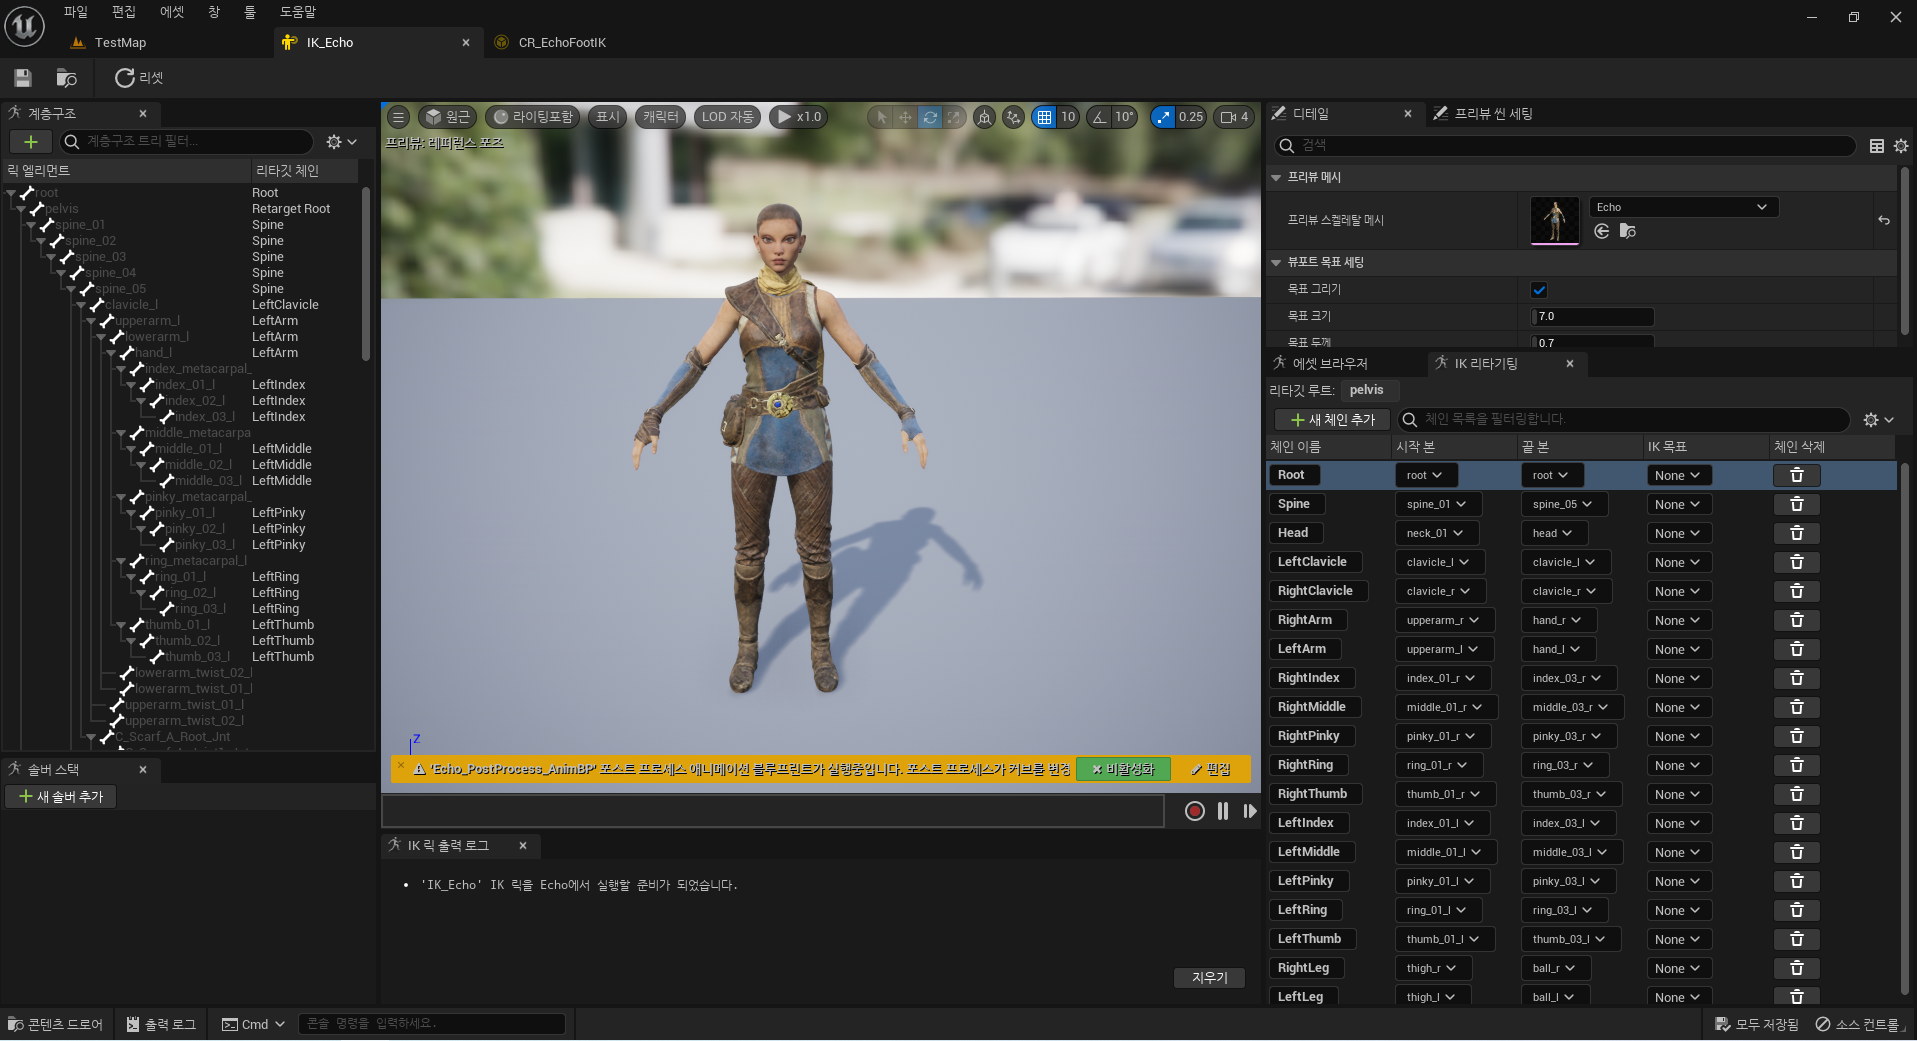 파일 편집 에셋 창 툴 도움말
TestMap
IK_Echo
CR_EchoFootIK
리셋
계층구조
계층구조 트리 필터...
릭 엘리먼트 리타깃 체인
root Root
pelvis Retarget Root
spine_01 Spine
spine_02 Spine
spine_03 Spine
spine_04 Spine
spine_05 Spine
clavicle_l LeftClavicle
upperarm_l LeftArm
lowerarm_l LeftArm
hand_l LeftArm
index_metacarpal_
index_01_l LeftIndex
index_02_l LeftIndex
index_03_l LeftIndex
middle_metacarpa
middle_01_l LeftMiddle
middle_02_l LeftMiddle
middle_03_l LeftMiddle
pinky_metacarpal_
pinky_01_l LeftPinky
pinky_02_l LeftPinky
pinky_03_l LeftPinky
ring_metacarpal_l
ring_01_l LeftRing
ring_02_l LeftRing
ring_03_l LeftRing
thumb_01_l LeftThumb
thumb_02_l LeftThumb
thumb_03_l LeftThumb
lowerarm_twist_02_l
lowerarm_twist_01_l
upperarm_twist_01_l
upperarm_twist_02_l
C_Scarf_A_Root_Jnt
솔버 스택
새 솔버 추가
원근 라이팅포함 표시 캐릭터 LOD 자동 x1.0 10 10° 0.25 4
프리뷰: 레퍼런스 포즈
Z
'Echo_PostProcess_AnimBP' 포스트 프로세스 애니메이션 블루프린트가 실행중입니다. 포스트 프로세스가 커브를 변경 비활성화 편집
IK 릭 출력 로그
• 'IK_Echo' IK 릭을 Echo에서 실행할 준비가 되었습니다.
지우기
디테일 프리뷰 씬 세팅
검색
프리뷰 메시
프리뷰 스켈레탈 메시 Echo
뷰포트 목표 세팅
목표 그리기
목표 크기 7.0
목표 두께 0.7
에셋 브라우저 IK 리타기팅
리타깃 루트: pelvis
새 체인 추가 체인 목록을 필터링합니다.
체인 이름 시작 본 끝 본 IK 목표 체인 삭제
Root root root None
Spine spine_01 spine_05 None
Head neck_01 head None
LeftClavicle clavicle_l clavicle_l None
RightClavicle clavicle_r clavicle_r None
RightArm upperarm_r hand_r None
LeftArm upperarm_l hand_l None
RightIndex index_01_r index_03_r None
RightMiddle middle_01_r middle_03_r None
RightPinky pinky_01_r pinky_03_r None
RightRing ring_01_r ring_03_r None
RightThumb thumb_01_r thumb_03_r None
LeftIndex index_01_l index_03_l None
LeftMiddle middle_01_l middle_03_l None
LeftPinky pinky_01_l pinky_03_l None
LeftRing ring_01_l ring_03_l None
LeftThumb thumb_01_l thumb_03_l None
RightLeg thigh_r ball_r None
LeftLeg thigh_l ball_l None
콘텐츠 드로어 출력 로그 Cmd 콘솔 명령을 입력하세요. 모두 저장됨 소스 컨트롤